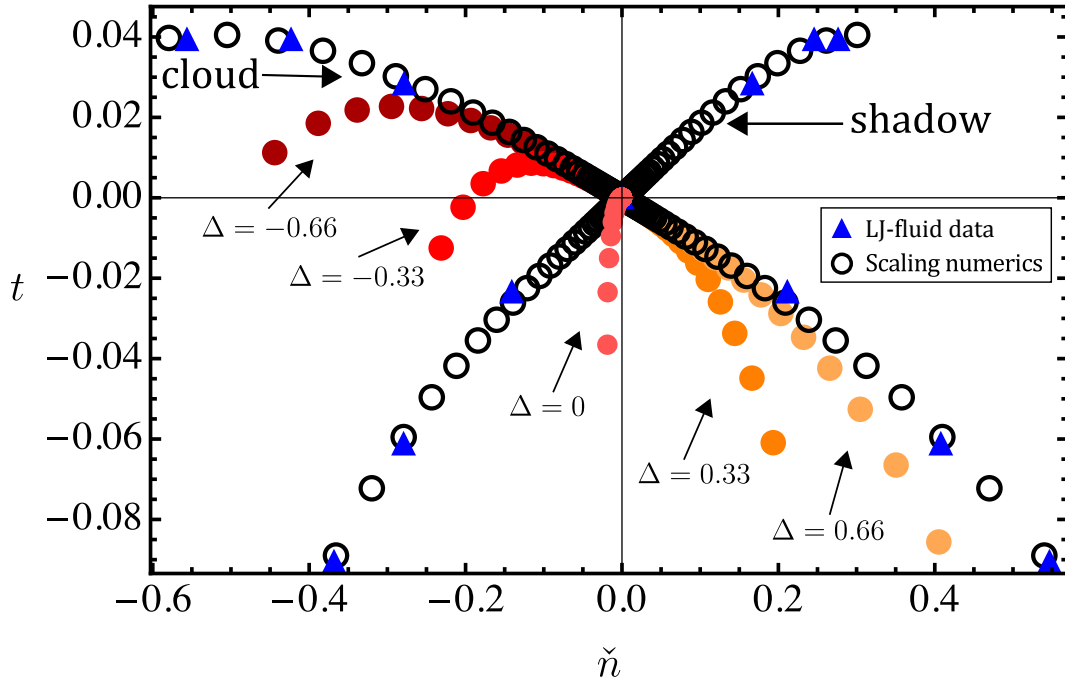 0.04
cloud
0.02
shadow
0.00
Δ = −0.66
LJ-fluid data
Δ = −0.33
Scaling numerics
−0.02
t
−0.04
Δ = 0
−0.06
Δ = 0.33
−0.08
Δ = 0.66
−0.6 −0.4 −0.2 0.0 0.2 0.4
ň